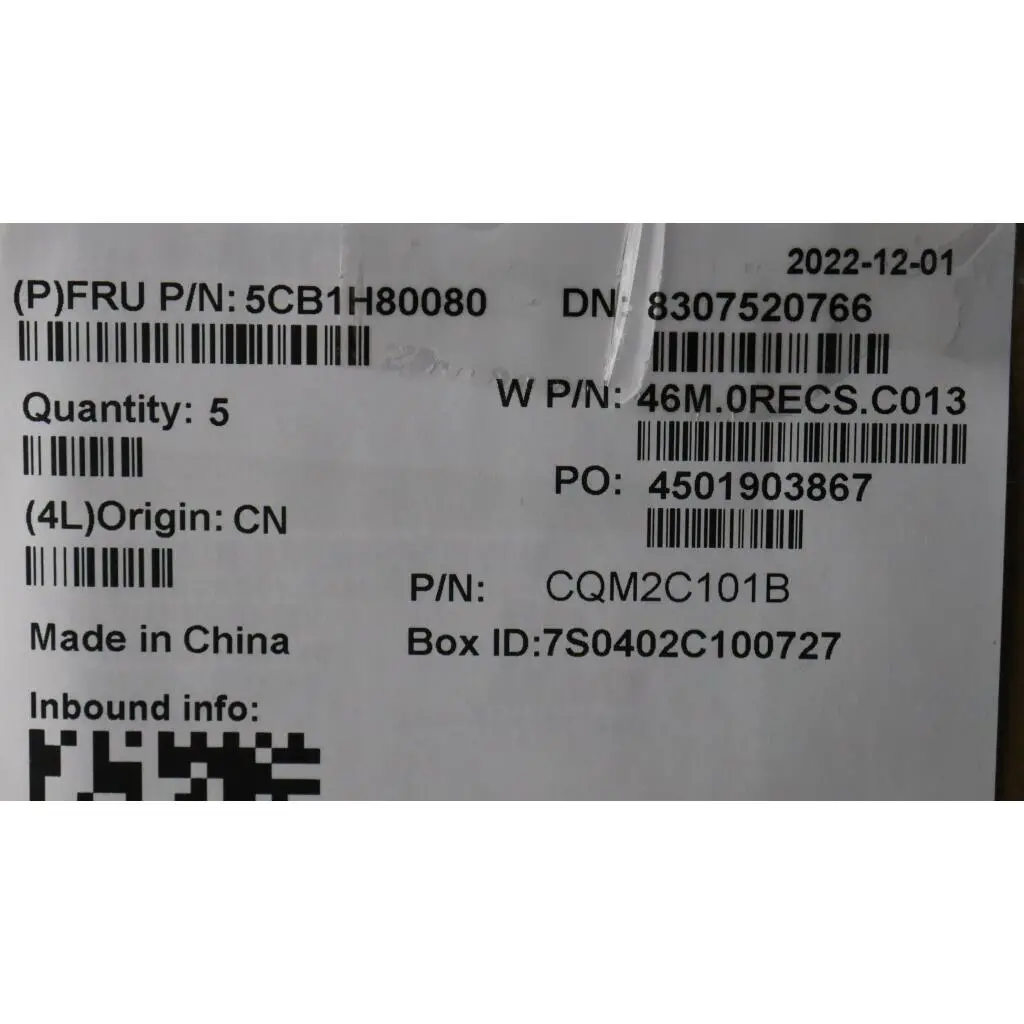 2022-12-01
(P)FRU P/N: 5CB1H80080
DN: 8307520766
W P/N: 46M.0RECS.C013
Quantity: 5
PO: 4501903867
(4L)Origin: CN
P/N: CQM2C101B
Made in China
Box ID:7S0402C100727
Inbound info: